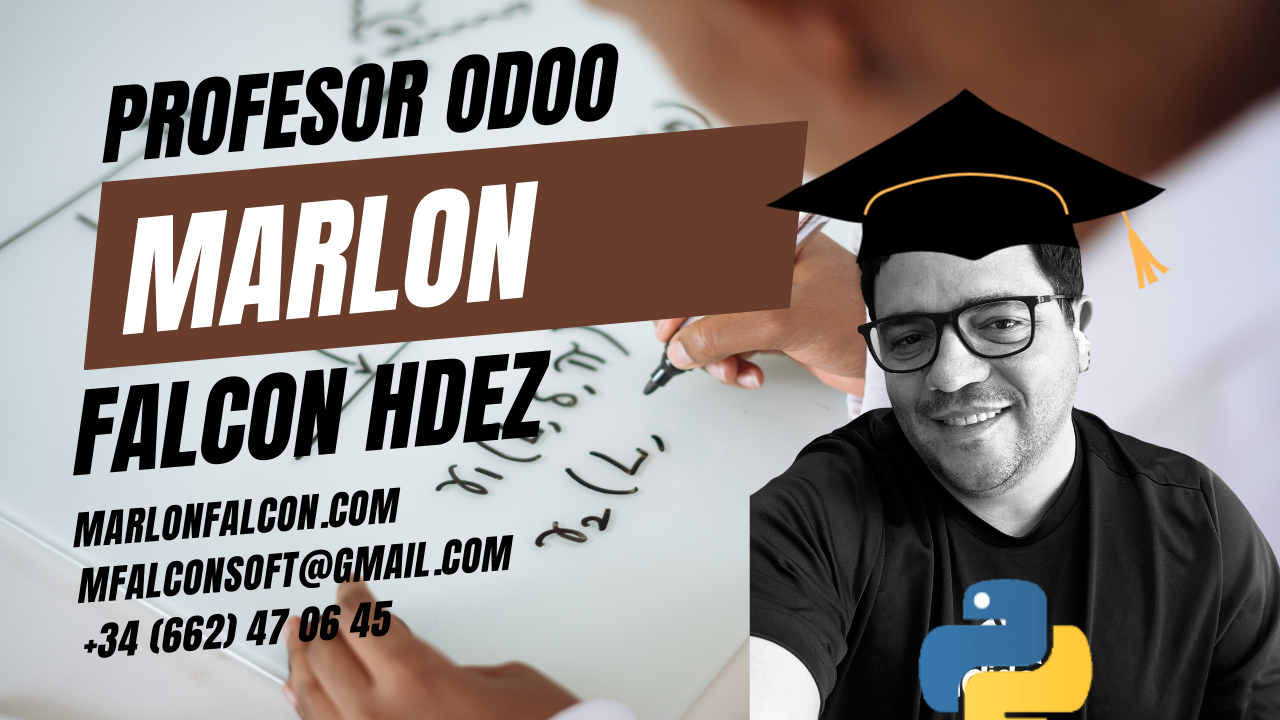 PROFESOR ODOO
MARLON
FALCON HDEZ
MARLONFALCON.COM
MFALCONSOFT@GMAIL.COM
+34 (662) 47 06 45